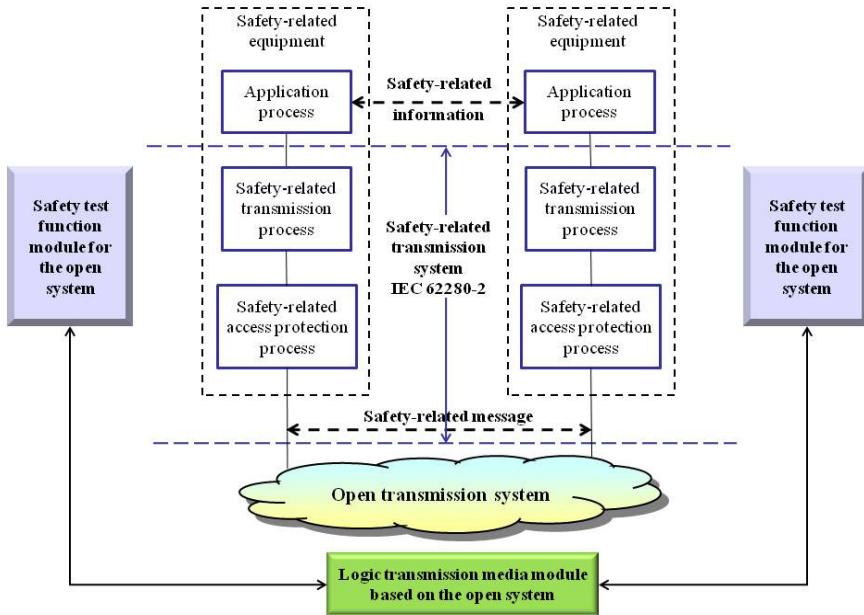 Safety-related
equipment
Safety-related
equipment
Application
process
Safety-related
information
Application
process
Safety test
function
module for
the open
system
Safety-related
transmission
process
Safety-related
transmission
system
IEC 62280-2
Safety-related
transmission
process
Safety test
function
module for
the open
system
Safety-related
access protection
process
Safety-related
access protection
process
Safety-related message
Open transmission system
Logic transmission media module
based on the open system